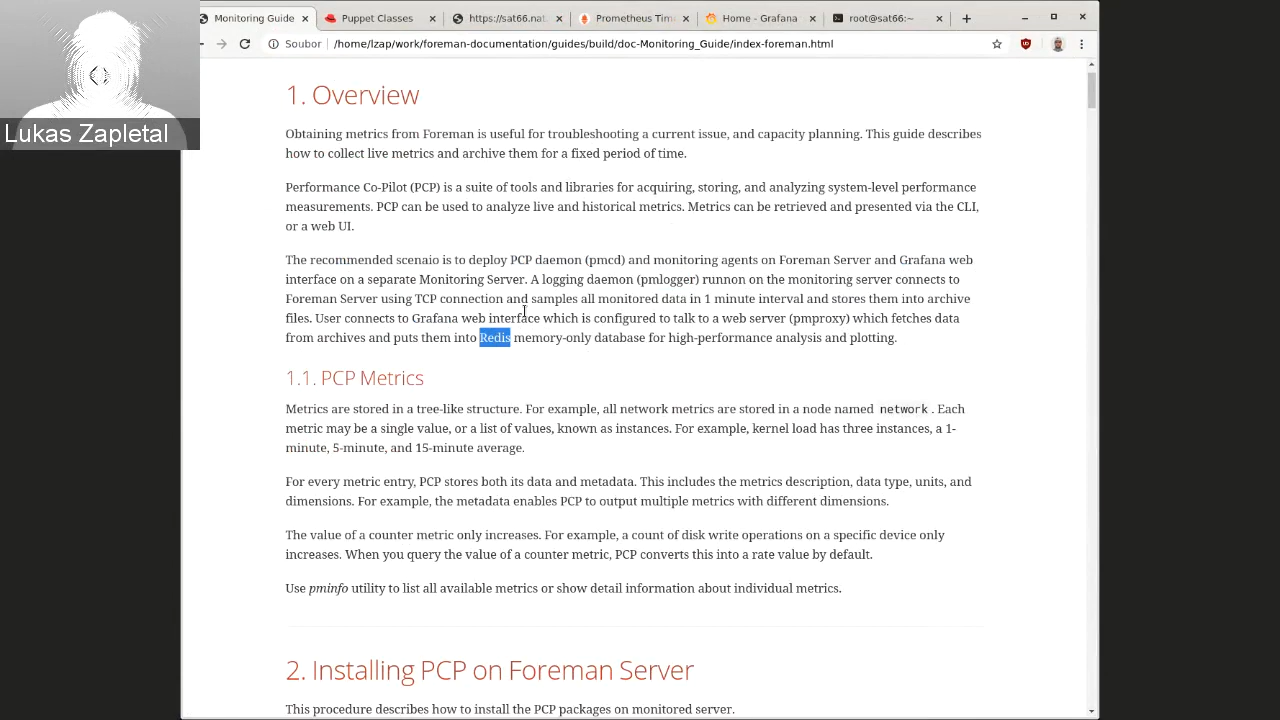 Monitoring Guide
Puppet Classes
https://sat66.nat
Prometheus Tim
Home - Grafana
root@sat66:~
Soubor
/home/lzap/work/foreman-documentation/guides/build/doc-Monitoring_Guide/index-foreman.html
Lukas Zapletal
1. Overview
Obtaining metrics from Foreman is useful for troubleshooting a current issue, and capacity planning. This guide describes
how to collect live metrics and archive them for a fixed period of time.
Performance Co-Pilot (PCP) is a suite of tools and libraries for acquiring, storing, and analyzing system-level performance
measurements. PCP can be used to analyze live and historical metrics. Metrics can be retrieved and presented via the CLI,
or a web UI.
The recommended scenaio is to deploy PCP daemon (pmcd) and monitoring agents on Foreman Server and Grafana web
interface on a separate Monitoring Server. A logging daemon (pmlogger) runnon on the monitoring server connects to
Foreman Server using TCP connection and samples all monitored data in 1 minute interval and stores them into archive
files. User connects to Grafana web interface which is configured to talk to a web server (pmproxy) which fetches data
from archives and puts them into Redis memory-only database for high-performance analysis and plotting.
1.1. PCP Metrics
Metrics are stored in a tree-like structure. For example, all network metrics are stored in a node named network . Each
metric may be a single value, or a list of values, known as instances. For example, kernel load has three instances, a 1-
minute, 5-minute, and 15-minute average.
For every metric entry, PCP stores both its data and metadata. This includes the metrics description, data type, units, and
dimensions. For example, the metadata enables PCP to output multiple metrics with different dimensions.
The value of a counter metric only increases. For example, a count of disk write operations on a specific device only
increases. When you query the value of a counter metric, PCP converts this into a rate value by default.
Use pminfo utility to list all available metrics or show detail information about individual metrics.
2. Installing PCP on Foreman Server
This procedure describes how to install the PCP packages on monitored server.